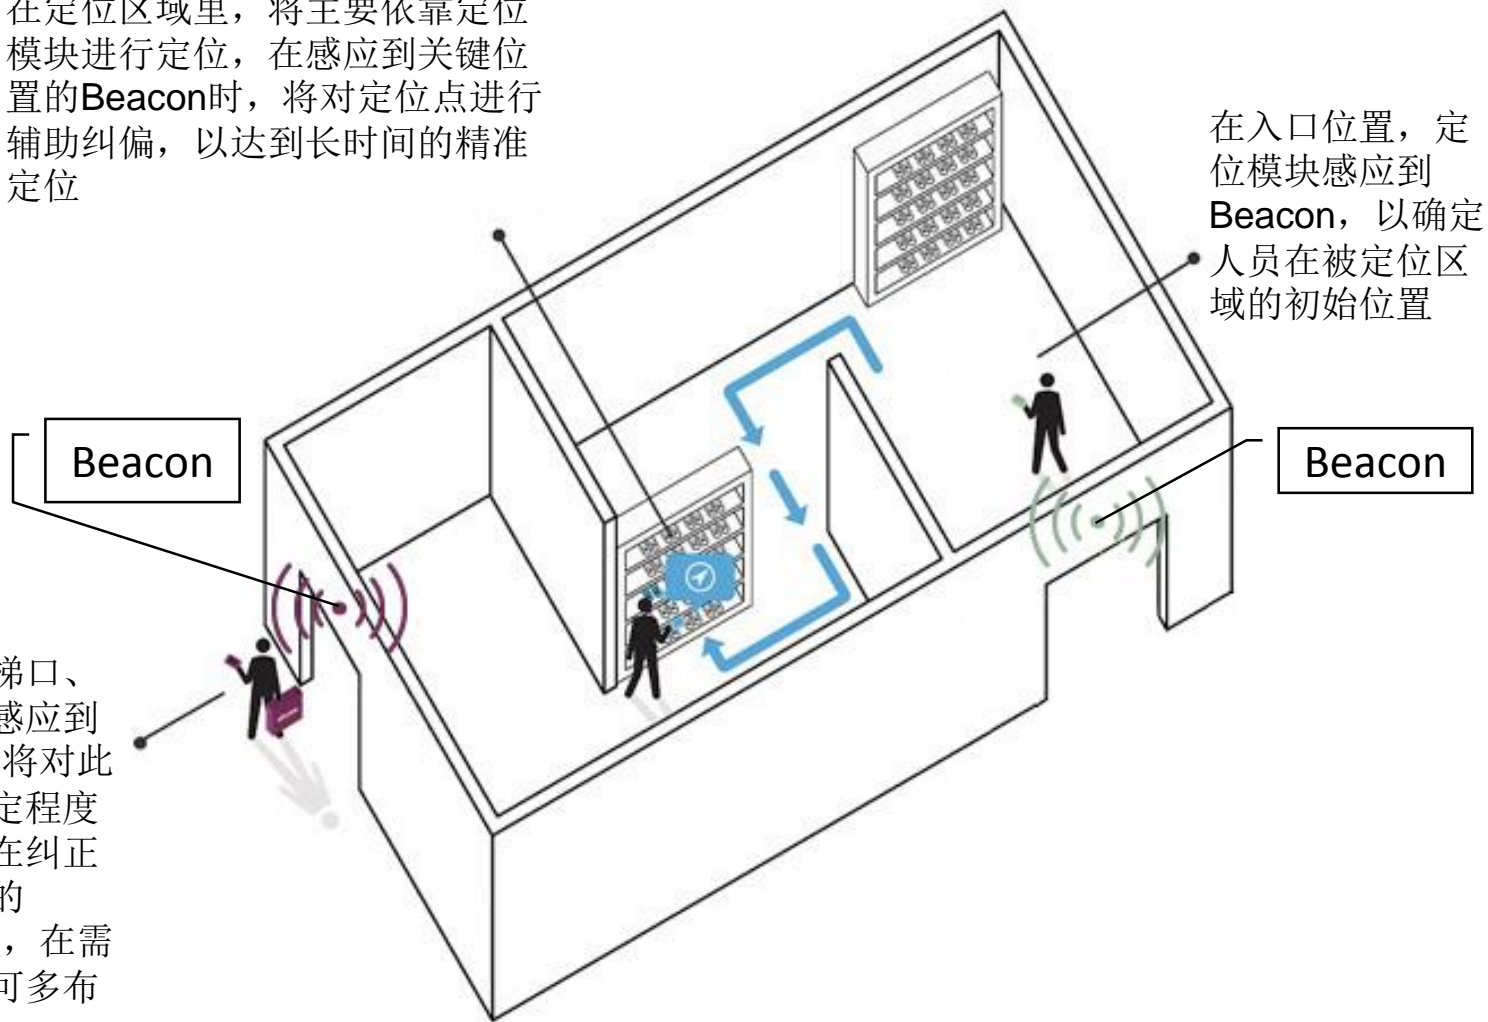 在定位区域里，将主要依靠定位
模块进行定位，在感应到关键位
置的Beacon时，将对定位点进行
辅助纠偏，以达到长时间的精准
定位
在入口位置，定
位模块感应到
Beacon，以确定
人员在被定位区
域的初始位置
Beacon
Beacon
梯口、
感应到
将对此
定程度
在纠正
的
，在需
可多布